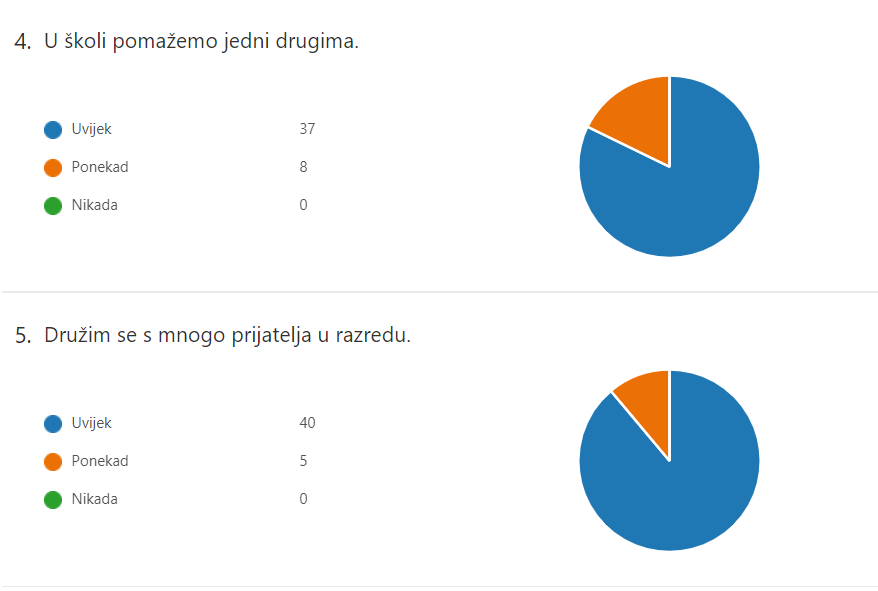 4. U školi pomažemo jedni drugima.
Uvijek 37
Ponekad 8
Nikada 0
5. Družim se s mnogo prijatelja u razredu.
Uvijek 40
Ponekad 5
Nikada 0